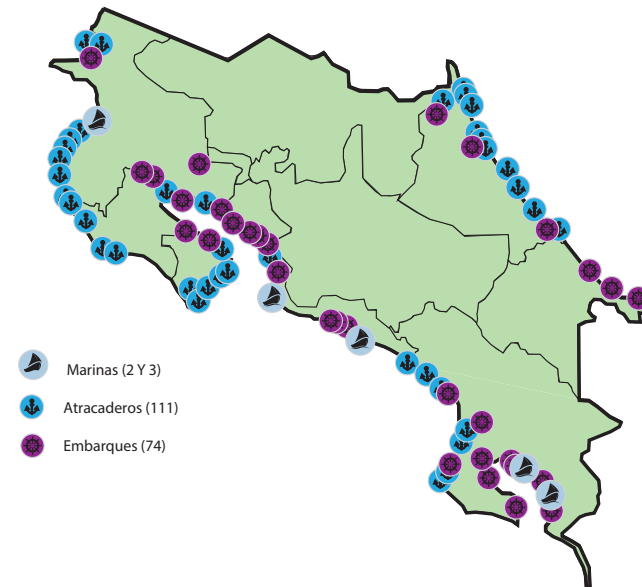 Marinas (2 Y 3)
Atracaderos (111)
Embarques (74)